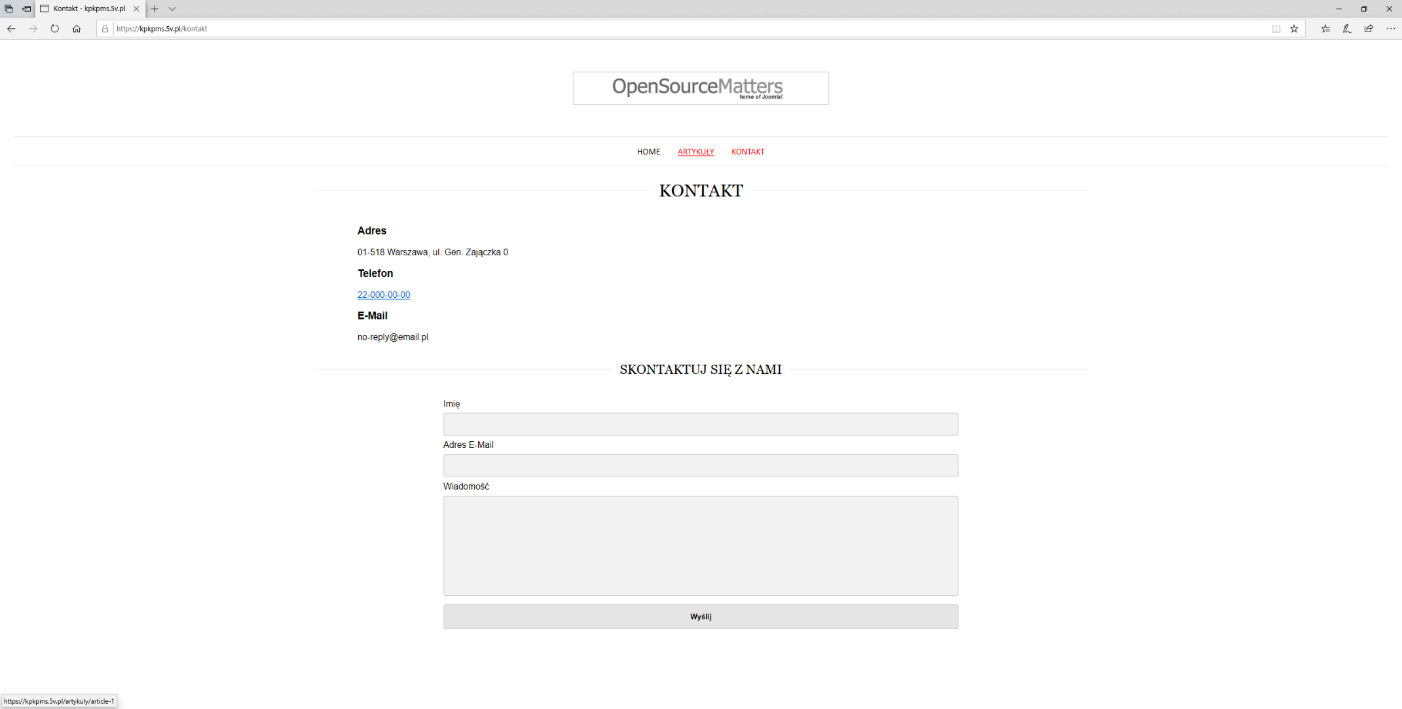 Kontakt - kpkpms.5v.pl
https://kpkpms.5v.pl/kontakt
OpenSourceMatters
home of Joomla!
HOME ARTYKUŁY KONTAKT
KONTAKT
Adres
01-518 Warszawa, ul. Gen. Zajączka 0
Telefon
22-000-00-00
E-Mail
no-reply@email.pl
SKONTAKTUJ SIĘ Z NAMI
Imię
Adres E-Mail
Wiadomość
Wyślij
https://kpkpms.5v.pl/artykuly/article-1